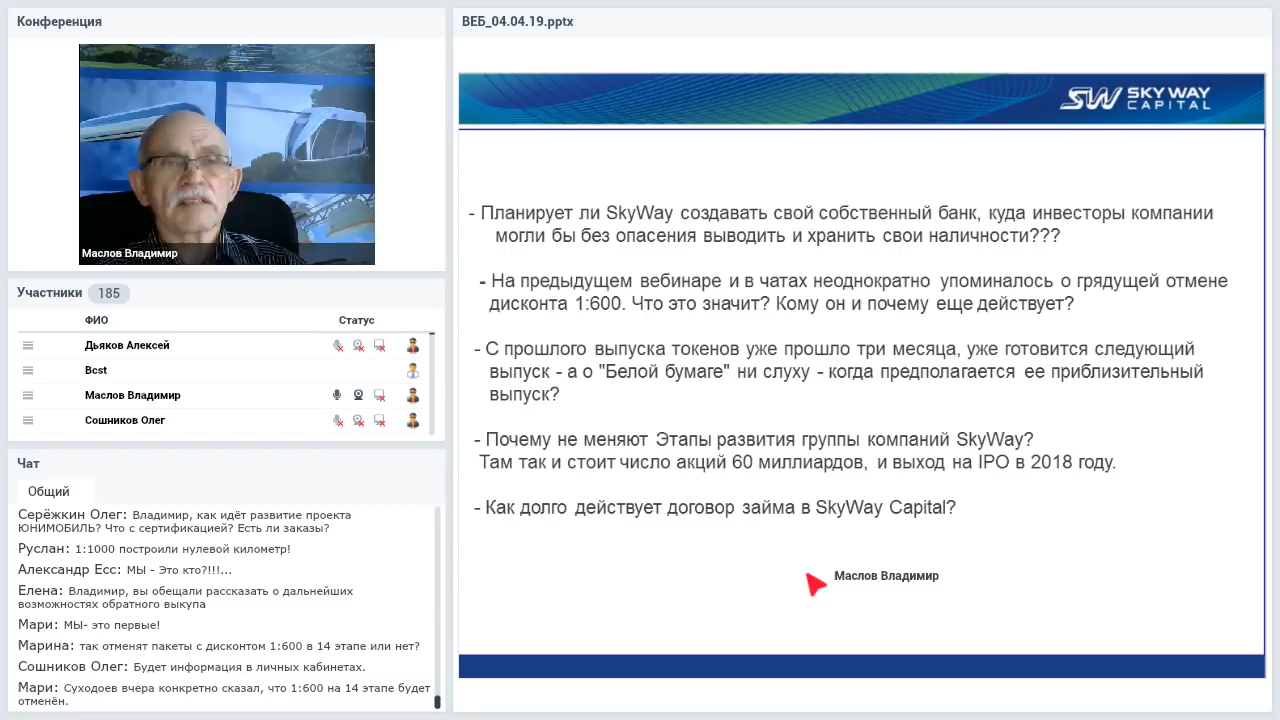 Конференция
Маслов Владимир
Участники 185
ФИО Статус
Дьяков Алексей
Bcst
Маслов Владимир
Сошников Олег
Чат
Общий
Серёжкин Олег: Владимир, как идёт развитие проекта
ЮНИМОБИЛЬ? Что с сертификацией? Есть ли заказы?
Руслан: 1:1000 построили нулевой километр!
Александр Есс: МЫ - Это кто?!!!...
Елена: Владимир, вы обещали рассказать о дальнейших
возможностях обратного выкупа
Мари: МЫ- это первые!
Марина: так отменят пакеты с дисконтом 1:600 в 14 этапе или нет?
Сошников Олег: Будет информация в личных кабинетах.
Мари: Суходоев вчера конкретно сказал, что 1:600 на 14 этапе будет
отменён.
ВЕБ_04.04.19.pptx
SW SKY WAY
CAPITAL
- Планирует ли SkyWay создавать свой собственный банк, куда инвесторы компании
могли бы без опасения выводить и хранить свои наличности???
- На предыдущем вебинаре и в чатах неоднократно упоминалось о грядущей отмене
дисконта 1:600. Что это значит? Кому он и почему еще действует?
- С прошлого выпуска токенов уже прошло три месяца, уже готовится следующий
выпуск - а о "Белой бумаге" ни слуху - когда предполагается ее приблизительный
выпуск?
- Почему не меняют Этапы развития группы компаний SkyWay?
Там так и стоит число акций 60 миллиардов, и выход на IPO в 2018 году.
- Как долго действует договор займа в SkyWay Capital?
Маслов Владимир